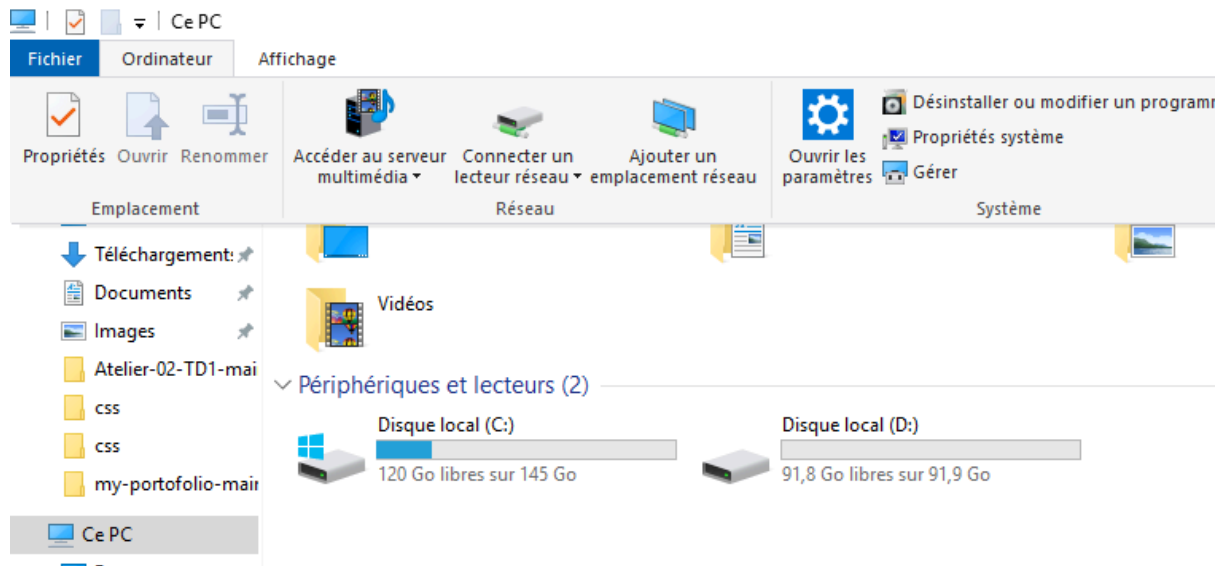 Ce PC
Fichier Ordinateur Affichage
Propriétés Ouvrir Renommer
Accéder au serveur multimédia
Connecter un lecteur réseau
Ajouter un emplacement réseau
Ouvrir les paramètres
Désinstaller ou modifier un programm
Propriétés système
Gérer
Emplacement Réseau Système
Téléchargements
Documents
Images
Atelier-02-TD1-mai
css
css
my-portofolio-main
Ce PC
Vidéos
Périphériques et lecteurs (2)
Disque local (C:)
120 Go libres sur 145 Go
Disque local (D:)
91,8 Go libres sur 91,9 Go